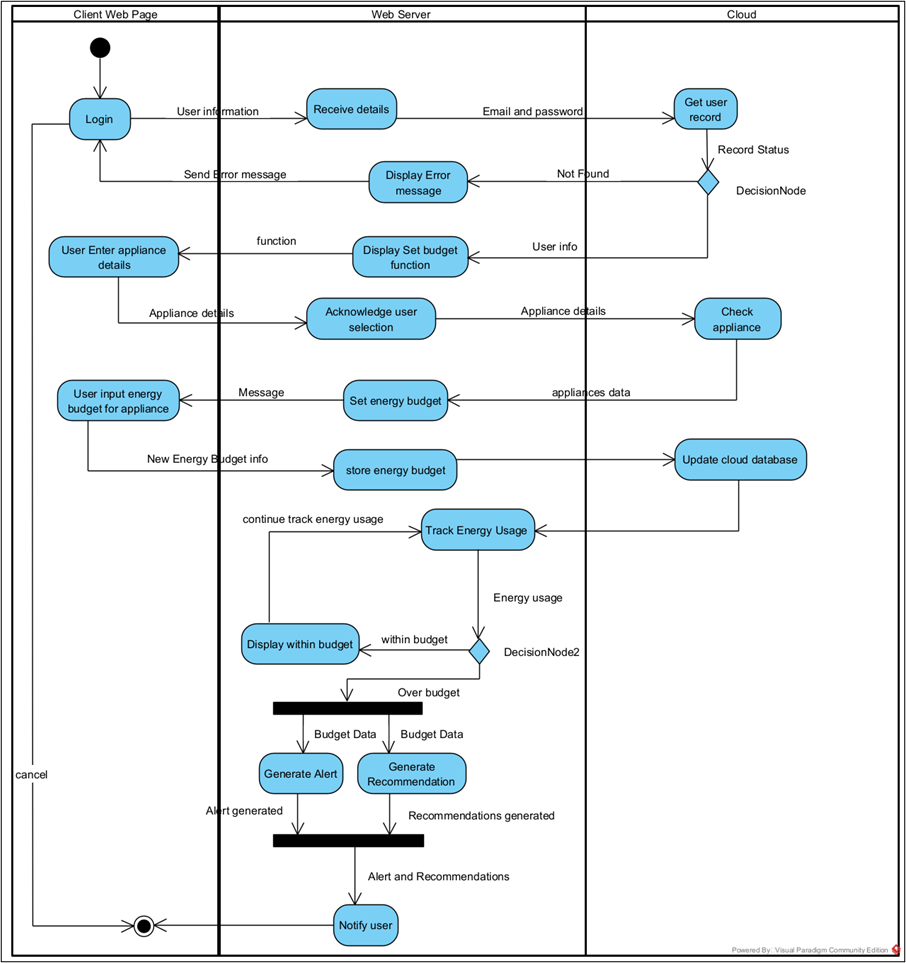 Client Web Page
Web Server
Cloud
Login
User information
Receive details
Email and password
Get user
record
Record Status
Send Error message
Display Error
message
Not Found
DecisionNode
User Enter appliance
details
function
Display Set budget
function
User info
Appliance details
Acknowledge user
selection
Appliance details
Check
appliance
User input energy
budget for appliance
Message
Set energy budget
appliances data
New Energy Budget info
store energy budget
Update cloud database
continue track energy usage
Track Energy Usage
Energy usage
Display within budget
within budget
DecisionNode2
Over budget
Budget Data
Budget Data
Generate Alert
Generate
Recommendation
cancel
Alert generated
Recommendations generated
Alert and Recommendations
Notify user
Powered By: Visual Paradigm Community Edition